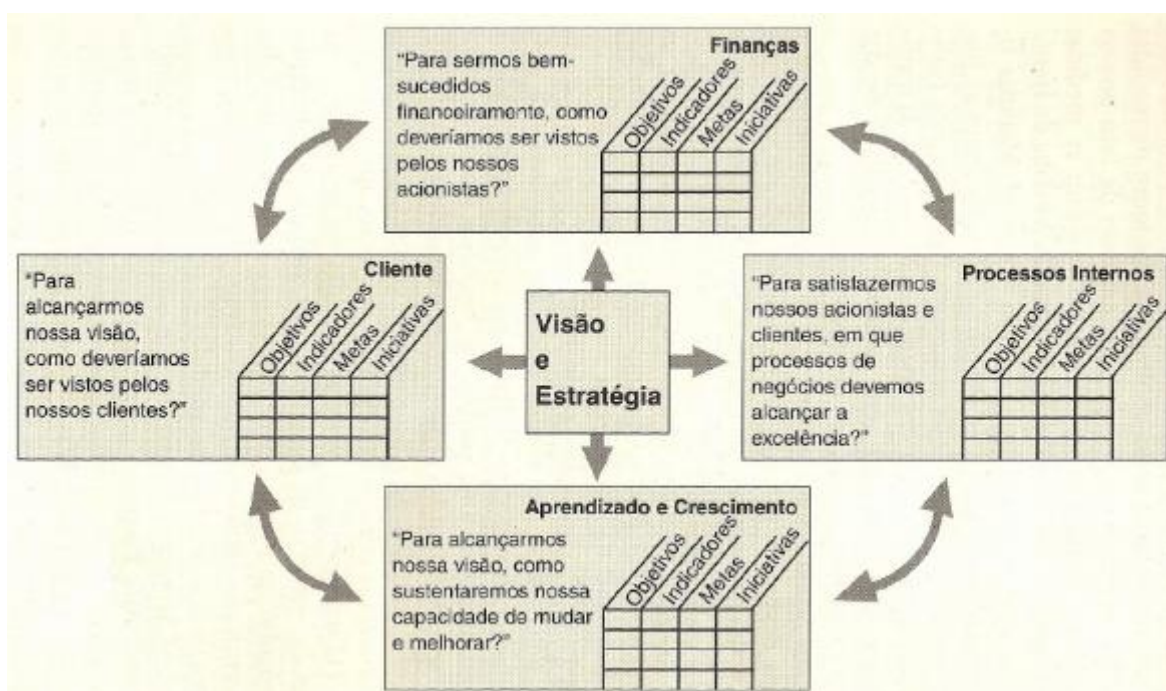 Finanças
“Para sermos bem-
sucedidos
financeiramente, como
deveríamos ser vistos
pelos nossos
acionistas?”
Objetivos
Indicadores
Metas
Iniciativas
Cliente
“Para
alcançarmos
nossa visão,
como deveríamos
ser vistos pelos
nossos clientes?”
Objetivos
Indicadores
Metas
Iniciativas
Visão
e
Estratégia
Processos Internos
“Para satisfazermos
nossos acionistas e
clientes, em que
processos de
negócios devemos
alcançar a
excelência?”
Objetivos
Indicadores
Metas
Iniciativas
Aprendizado e Crescimento
“Para alcançarmos
nossa visão, como
sustentaremos nossa
capacidade de mudar
e melhorar?”
Objetivos
Indicadores
Metas
Iniciativas